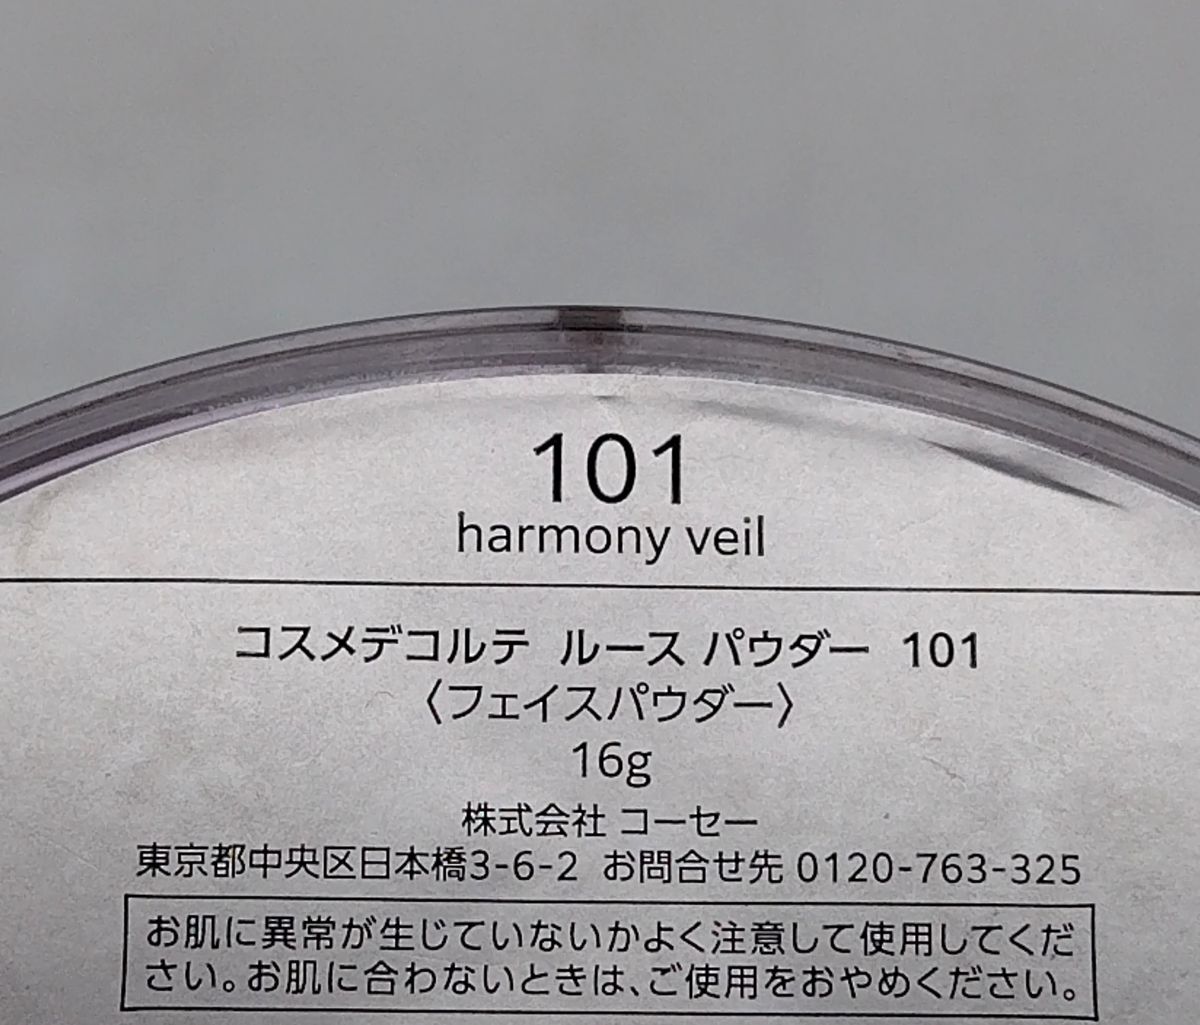 101
harmony veil
コスメデコルテ ルース パウダー 101
〈フェイスパウダー〉
16g
株式会社 コーセー
東京都中央区日本橋3-6-2 お問合せ先 0120-763-325
お肌に異常が生じていないかよく注意して使用してくだ
さい。お肌に合わないときは、ご使用をおやめください。